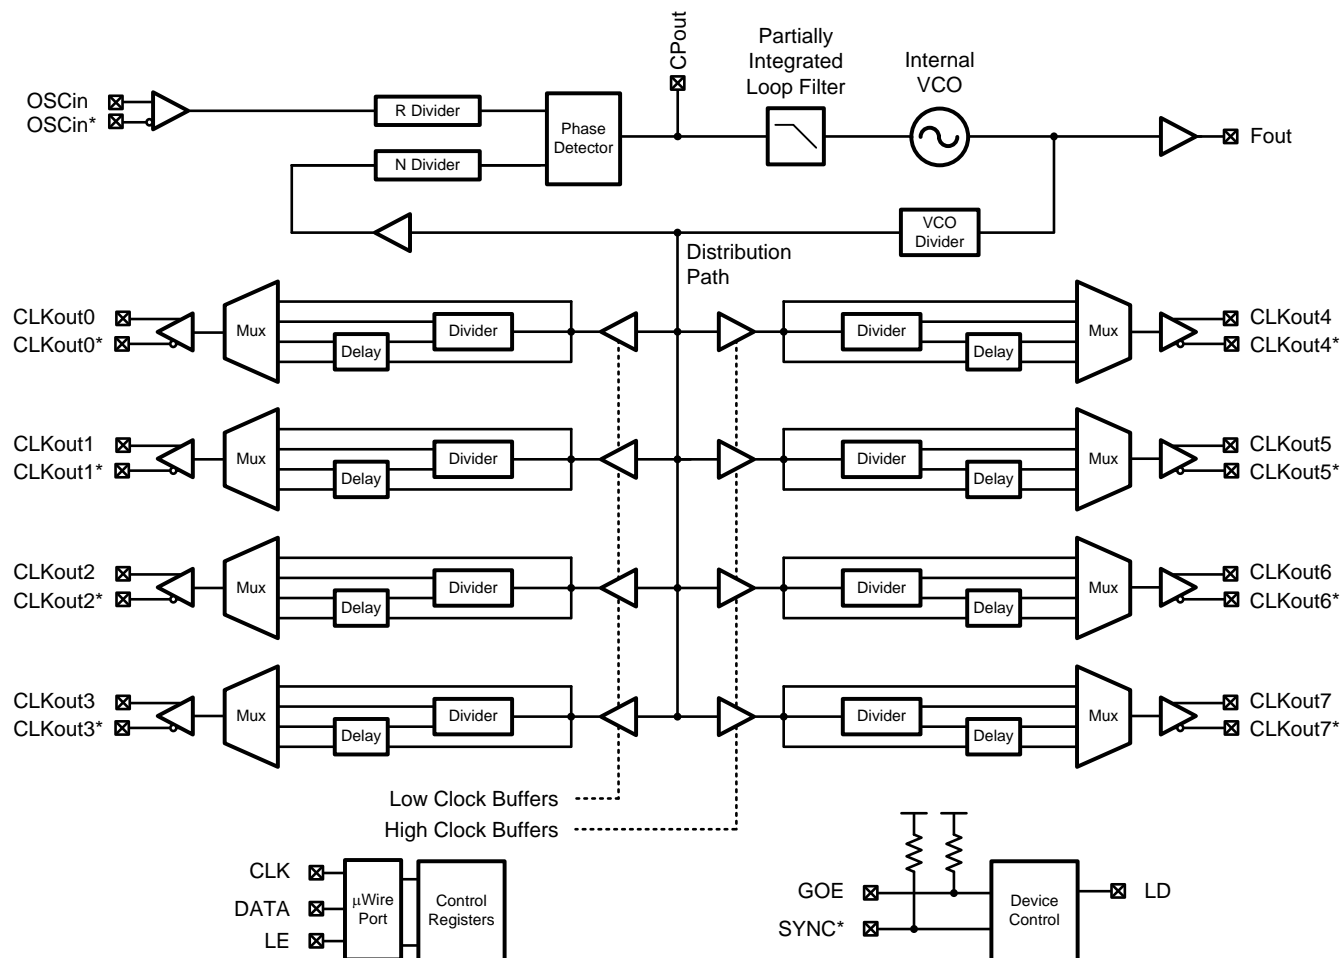 CPout
Partially
Integrated
Loop Filter
Internal
VCO
OSCin
OSCin*
R Divider
N Divider
Phase
Detector
Fout
VCO
Divider
Distribution
Path
CLKout0
CLKout0*
Mux
Delay
Divider
Divider
Delay
Mux
CLKout4
CLKout4*
CLKout1
CLKout1*
Mux
Delay
Divider
Divider
Delay
Mux
CLKout5
CLKout5*
CLKout2
CLKout2*
Mux
Delay
Divider
Divider
Delay
Mux
CLKout6
CLKout6*
CLKout3
CLKout3*
Mux
Delay
Divider
Divider
Delay
Mux
CLKout7
CLKout7*
Low Clock Buffers
High Clock Buffers
CLK
DATA
LE
μWire
Port
Control
Registers
GOE
SYNC*
Device
Control
LD